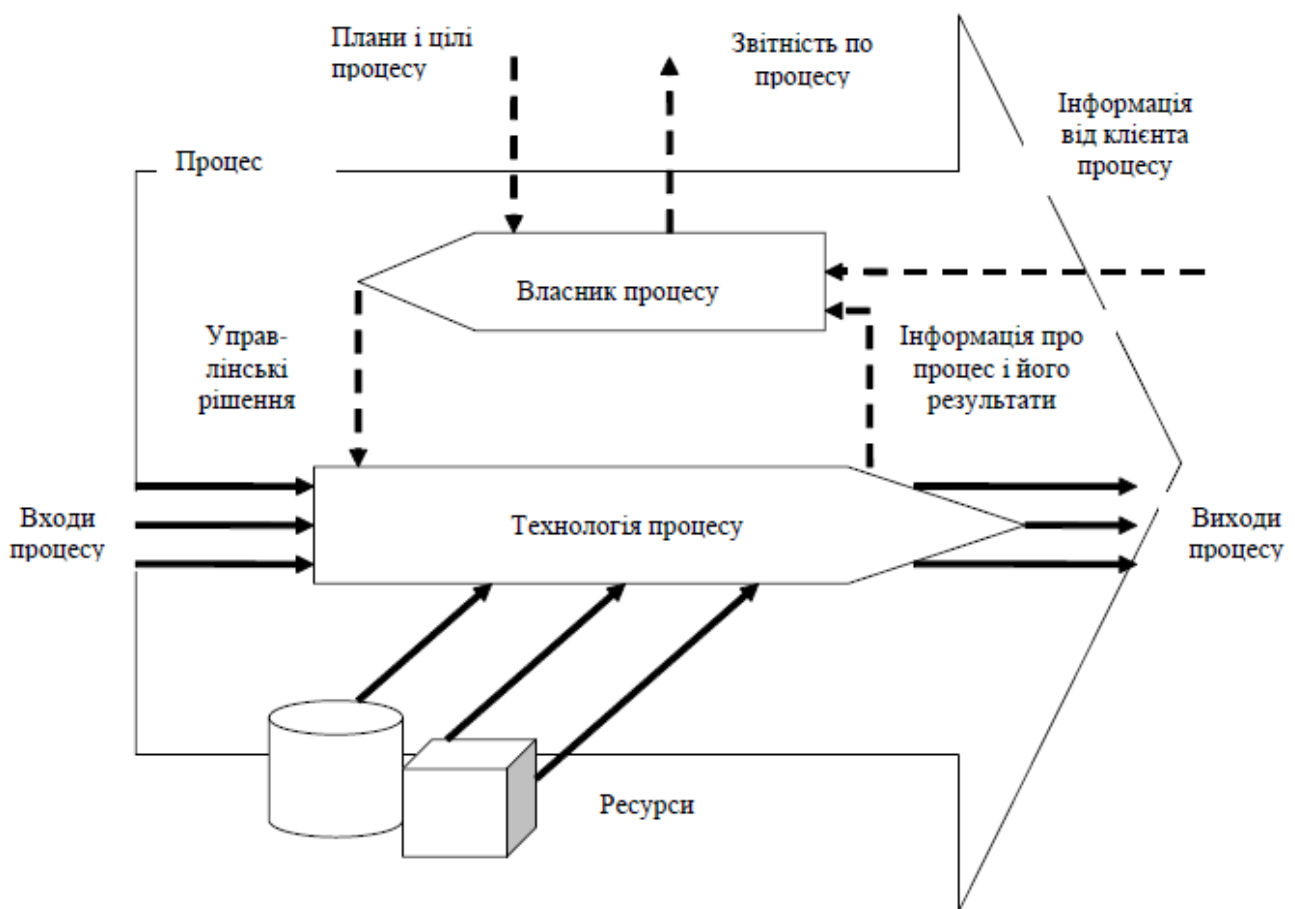 Плани і цілі
процесу
Звітність по
процесу
Інформація
від клієнта
процесу
Процес
Власник процесу
Управ-
лінські
рішення
Інформація про
процес і його
результати
Входи
процесу
Технологія процесу
Виходи
процесу
Ресурси